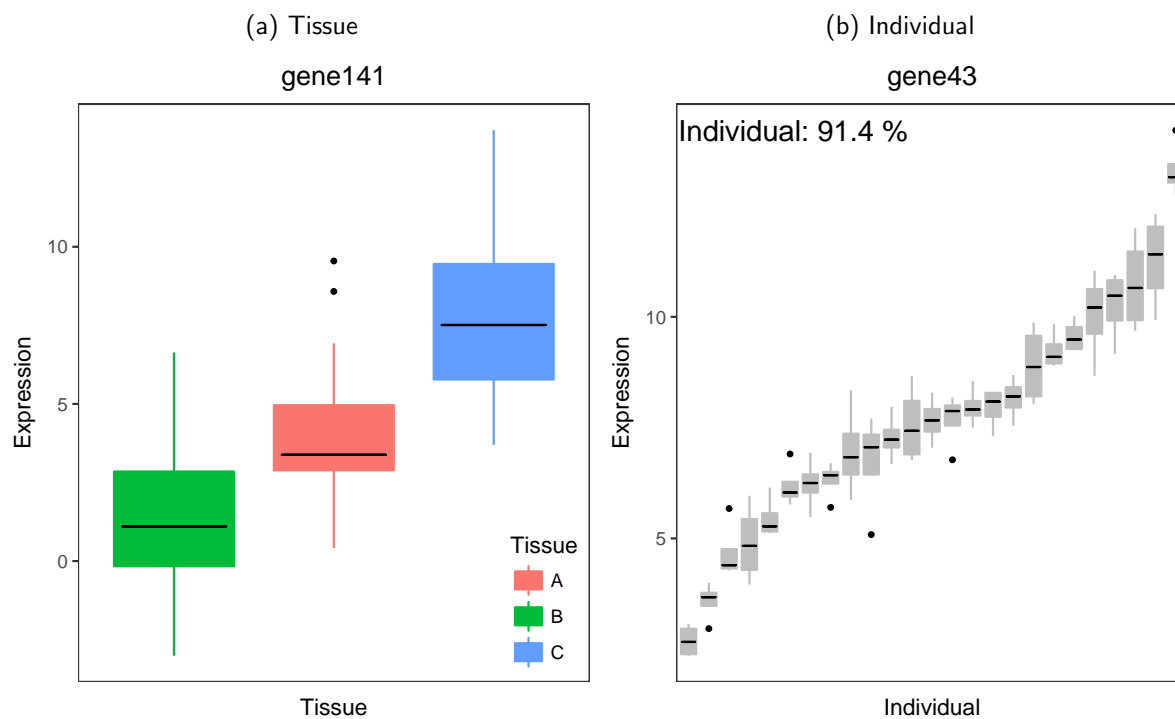 (a) Tissue
gene141
Expression
10
5
0
Tissue
A
B
C
Tissue
(b) Individual
gene43
Individual: 91.4 %
Expression
10
5
Individual